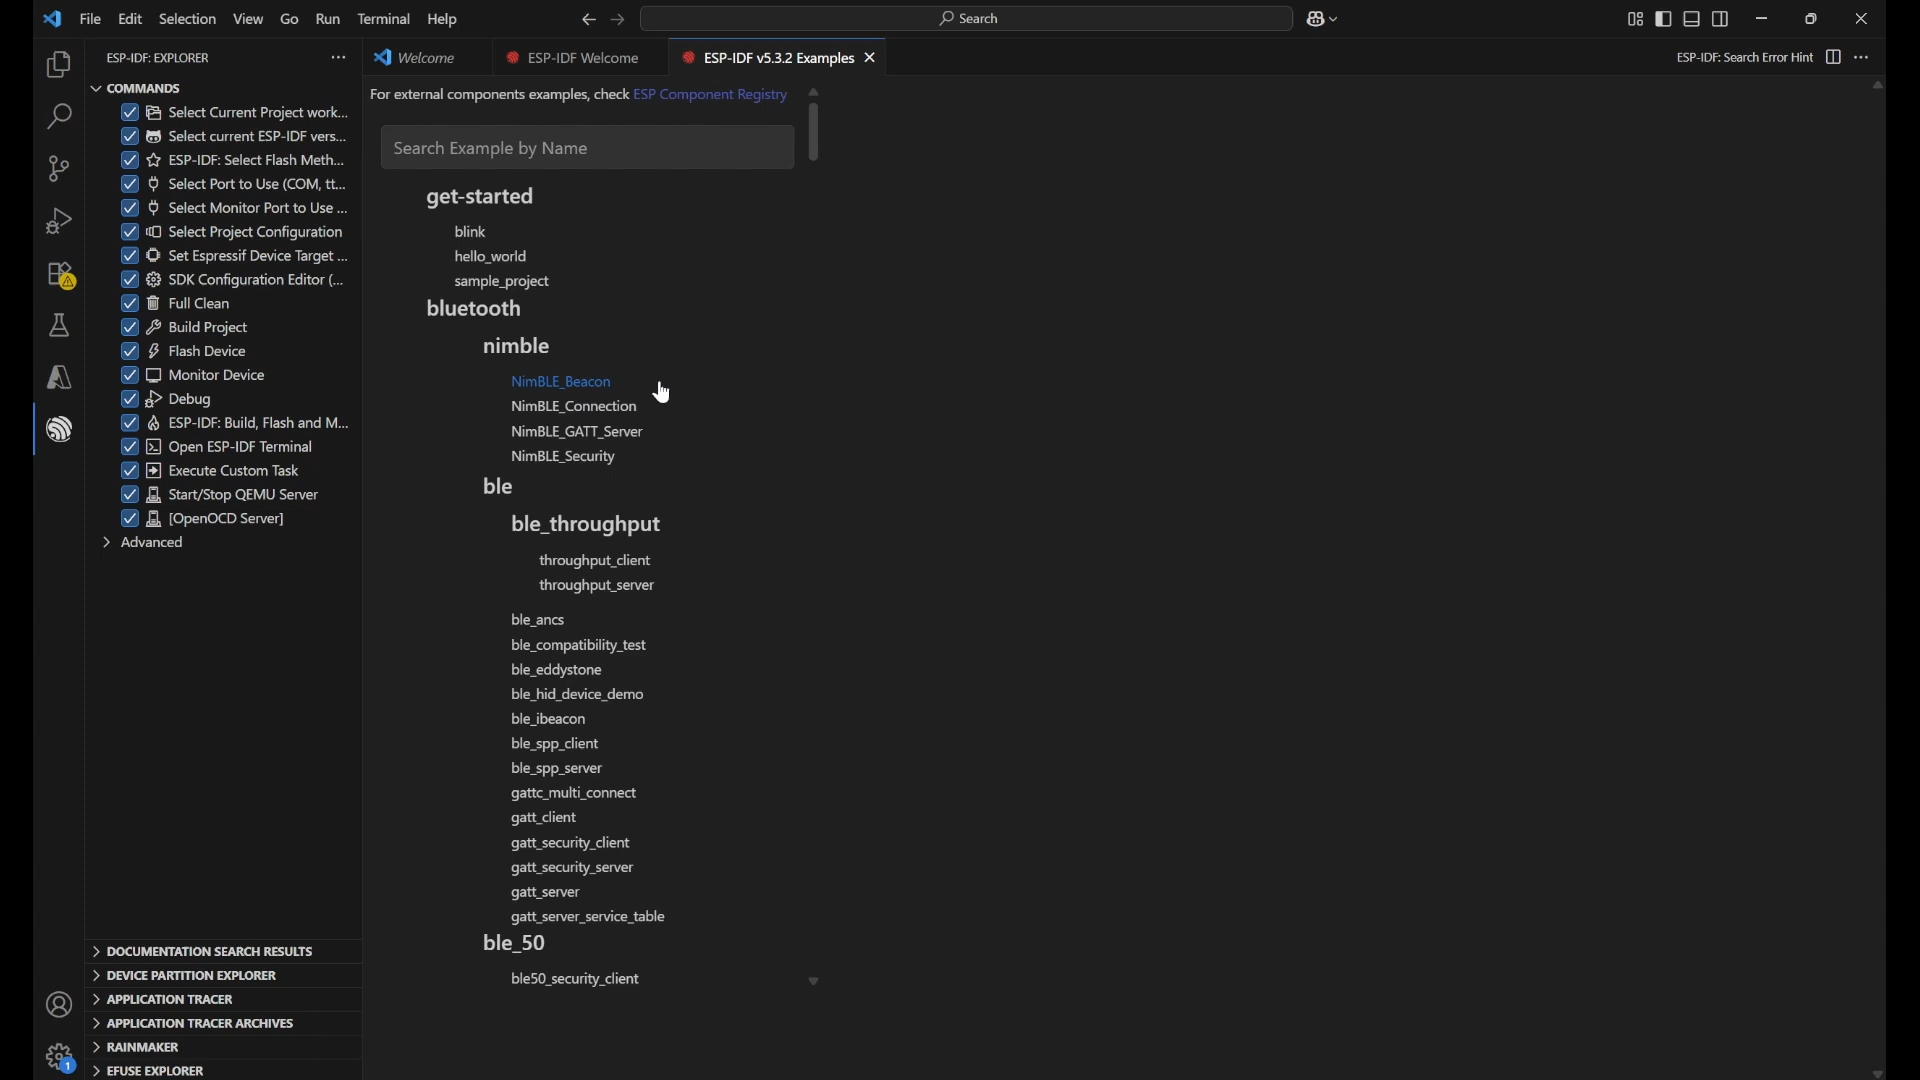 File Edit Selection View Go Run Terminal Help
Search
ESP-IDF: EXPLORER
Welcome
ESP-IDF Welcome
ESP-IDF v5.3.2 Examples
ESP-IDF: Search Error Hint
COMMANDS
Select Current Project work...
Select current ESP-IDF vers...
ESP-IDF: Select Flash Meth...
Select Port to Use (COM, tt...
Select Monitor Port to Use ...
Select Project Configuration
Set Espressif Device Target ...
SDK Configuration Editor (...
Full Clean
Build Project
Flash Device
Monitor Device
Debug
ESP-IDF: Build, Flash and M...
Open ESP-IDF Terminal
Execute Custom Task
Start/Stop QEMU Server
[OpenOCD Server]
Advanced
DOCUMENTATION SEARCH RESULTS
DEVICE PARTITION EXPLORER
APPLICATION TRACER
APPLICATION TRACER ARCHIVES
RAINMAKER
EFUSE EXPLORER
1
For external components examples, check ESP Component Registry
Search Example by Name
get-started
blink
hello_world
sample_project
bluetooth
nimble
NimBLE_Beacon
NimBLE_Connection
NimBLE_GATT_Server
NimBLE_Security
ble
ble_throughput
throughput_client
throughput_server
ble_ancs
ble_compatibility_test
ble_eddystone
ble_hid_device_demo
ble_ibeacon
ble_spp_client
ble_spp_server
gattc_multi_connect
gatt_client
gatt_security_client
gatt_security_server
gatt_server
gatt_server_service_table
ble_50
ble50_security_client